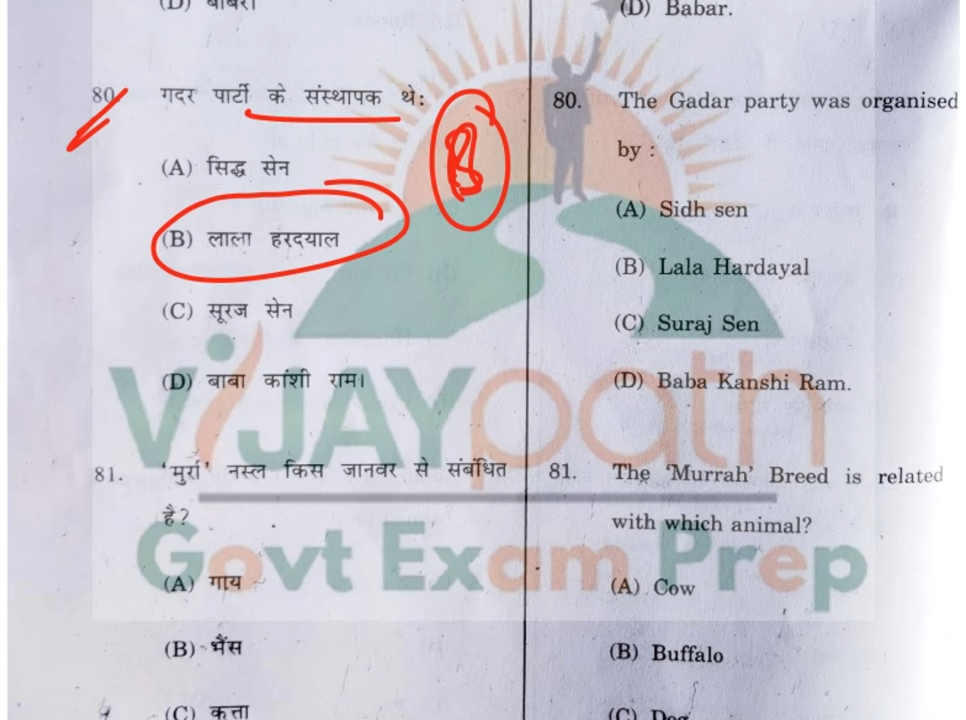 (D) बाबर।
80. गदर पार्टी के संस्थापक थे:
B
(A) सिद्ध सेन
(B) लाला हरदयाल
(C) सूरज सेन
(D) बाबा कांशी राम।
81. 'मुर्रा' नस्ल किस जानवर से संबंधित
है?
(A) गाय
(B) भैंस
(C) कुत्ता
(D) Babar.
80. The Gadar party was organised
by :
(A) Sidh sen
(B) Lala Hardayal
(C) Suraj Sen
(D) Baba Kanshi Ram.
81. The 'Murrah' Breed is related
with which animal?
(A) Cow
(B) Buffalo
(C) Dog
ViJAYpath
Govt Exam Prep